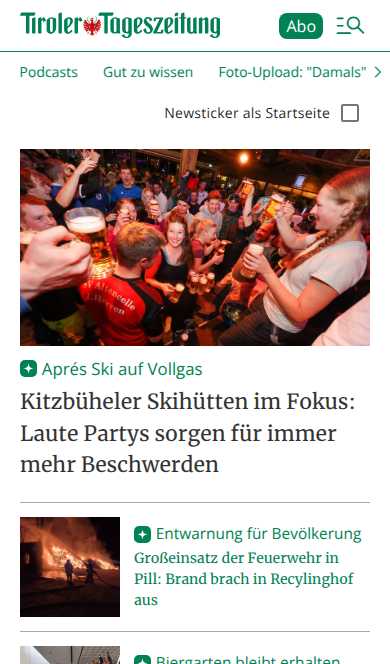 Tiroler Tageszeitung
Abo
Podcasts Gut zu wissen Foto-Upload: "Damals"
Newsticker als Startseite
Aprés Ski auf Vollgas
Kitzbüheler Skihütten im Fokus:
Laute Partys sorgen für immer
mehr Beschwerden
Entwarnung für Bevölkerung
Großeinsatz der Feuerwehr in
Pill: Brand brach in Recylinghof
aus
Biergarten bleibt erhalten